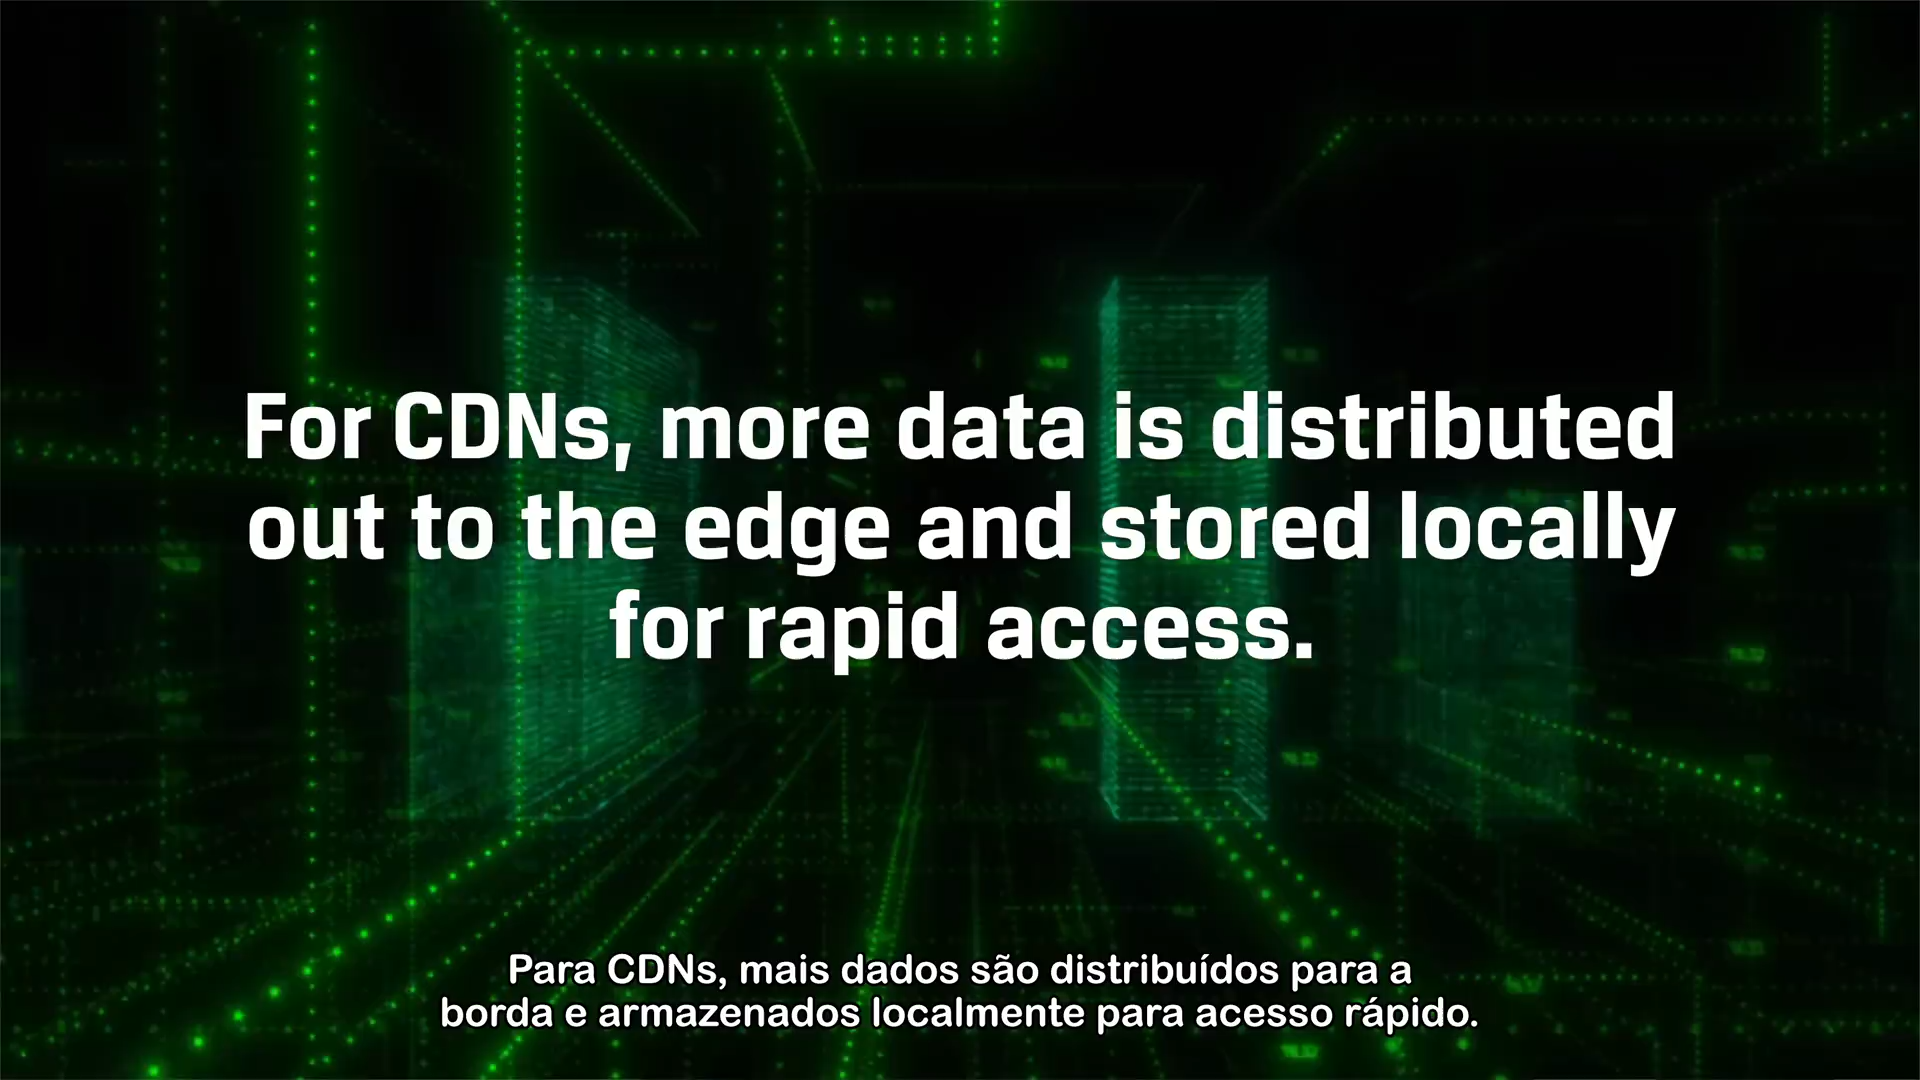 For CDNs, more data is distributed
out to the edge and stored locally
for rapid access.
Para CDNs, mais dados são distribuídos para a
borda e armazenados localmente para acesso rápido.